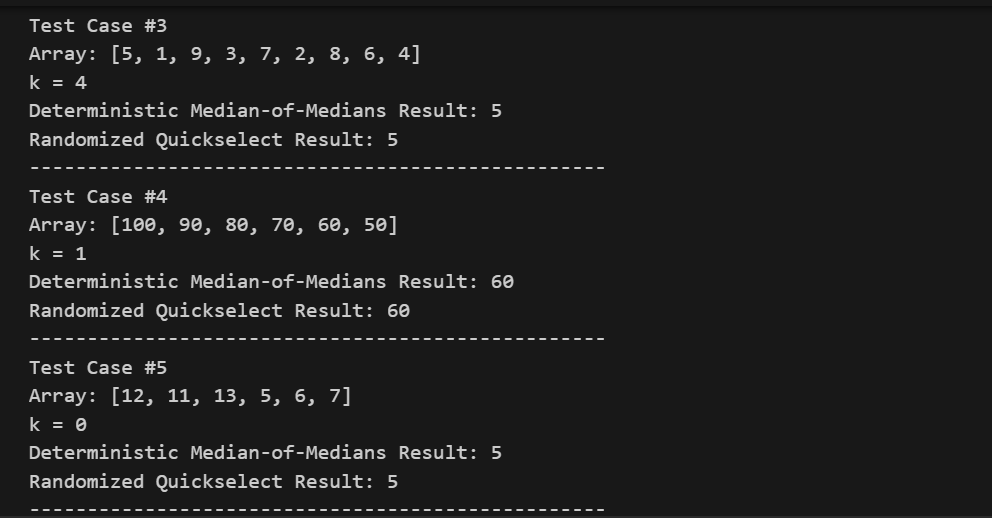 Test Case #3
Array: [5, 1, 9, 3, 7, 2, 8, 6, 4]
k = 4
Deterministic Median-of-Medians Result: 5
Randomized Quickselect Result: 5
--------------------------------------------------
Test Case #4
Array: [100, 90, 80, 70, 60, 50]
k = 1
Deterministic Median-of-Medians Result: 60
Randomized Quickselect Result: 60
--------------------------------------------------
Test Case #5
Array: [12, 11, 13, 5, 6, 7]
k = 0
Deterministic Median-of-Medians Result: 5
Randomized Quickselect Result: 5
--------------------------------------------------